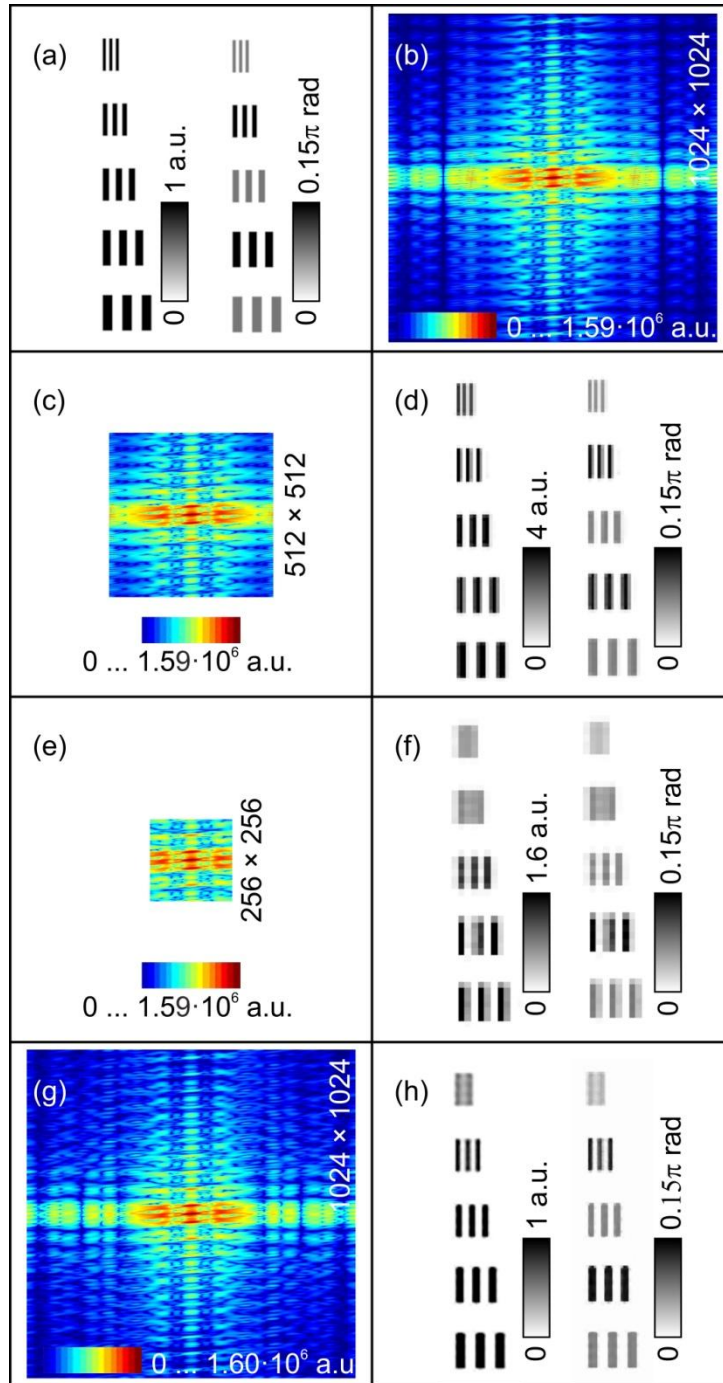 (a)
0
1 a.u.
0
0.15π rad
(b)
1024 × 1024
0 ... 1.59·10⁶ a.u.
(c)
512 × 512
0 ... 1.59·10⁶ a.u.
(d)
0
4 a.u.
0
0.15π rad
(e)
256 × 256
0 ... 1.59·10⁶ a.u.
(f)
0
1.6 a.u.
0
0.15π rad
(g)
1024 × 1024
0 ... 1.60·10⁶ a.u
(h)
0
1 a.u.
0
0.15π rad